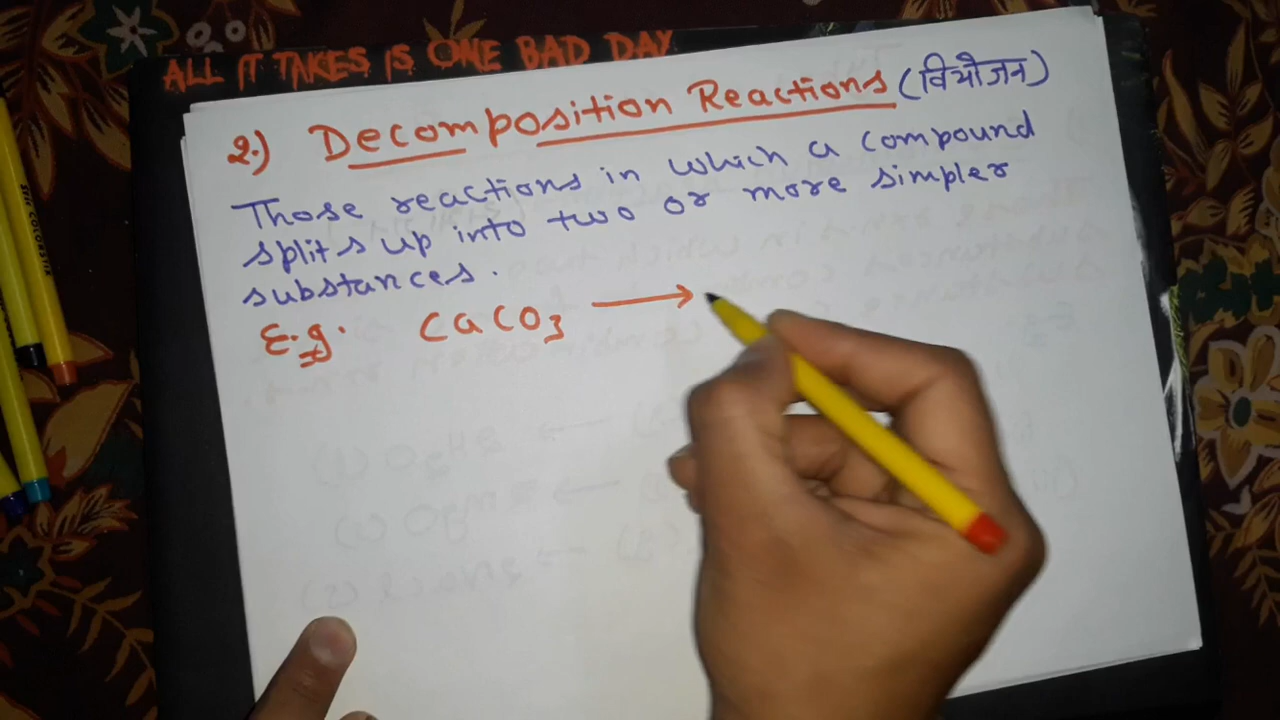 ALL IT TAKES IS ONE BAD DAY
2.) Decomposition Reactions (वियोजन)
Those reactions in which a compound
splits up into two or more simpler
substances.
E.g. CaCO3 →